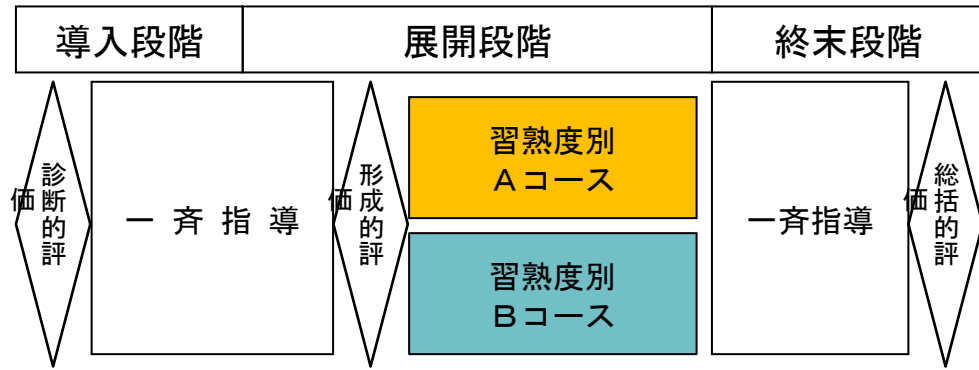 導入段階
展開段階
終末段階
診断的評価
一 斉 指 導
形成的評価
習熟度別
Ａコース
習熟度別
Ｂコース
一斉指導
総括的評価